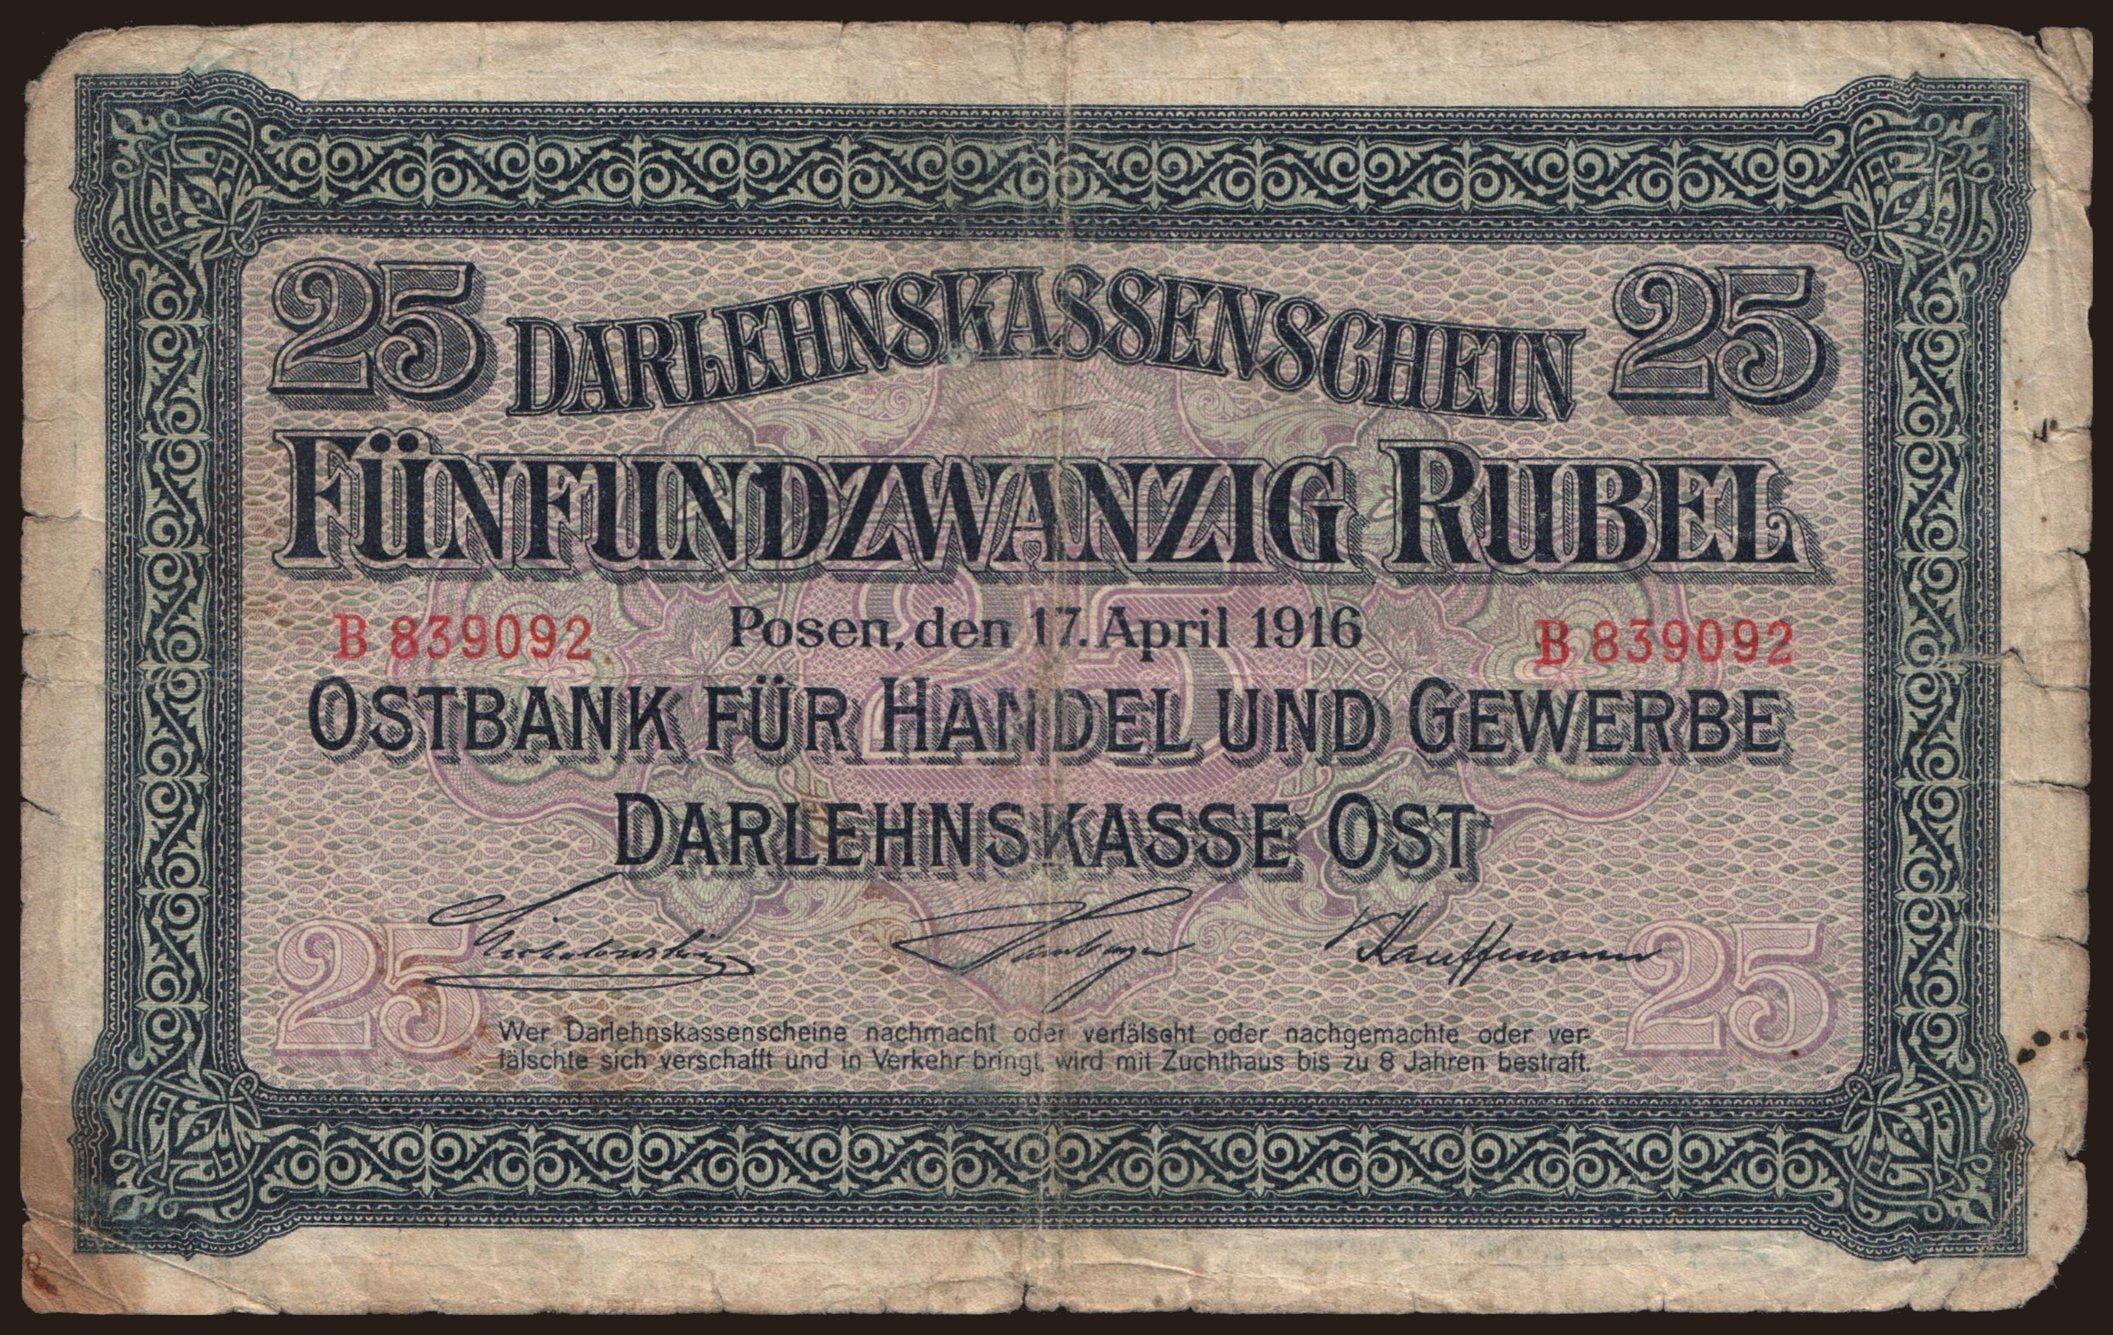 25 DARLEHNSKASSENSCHEIN 25
FÜNFUNDZWANZIG RUBEL
Posen, den 17. April 1916
B 839092 B 839092
OSTBANK FÜR HANDEL UND GEWERBE
25
DARLEHNSKASSE OST
Kauffmann
25 25
Wer Darlehnskassenscheine nachmacht oder verfälscht oder nachgemachte oder ver-
fälschte sich verschafft und in Verkehr bringt, wird mit Zuchthaus bis zu 8 Jahren bestraft.